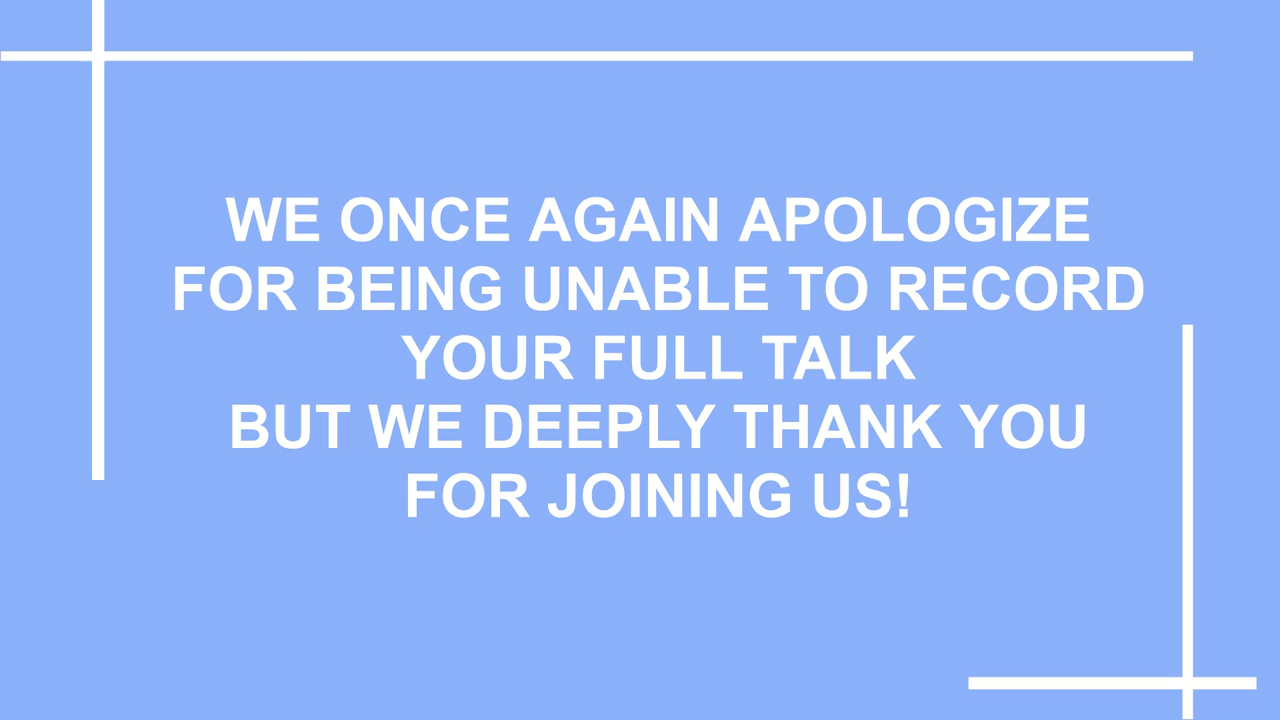 WE ONCE AGAIN APOLOGIZE
FOR BEING UNABLE TO RECORD
YOUR FULL TALK
BUT WE DEEPLY THANK YOU
FOR JOINING US!